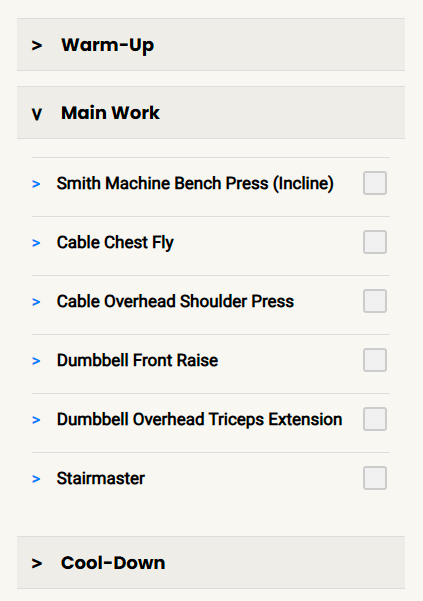 > Warm-Up
v Main Work
> Smith Machine Bench Press (Incline)
> Cable Chest Fly
> Cable Overhead Shoulder Press
> Dumbbell Front Raise
> Dumbbell Overhead Triceps Extension
> Stairmaster
> Cool-Down